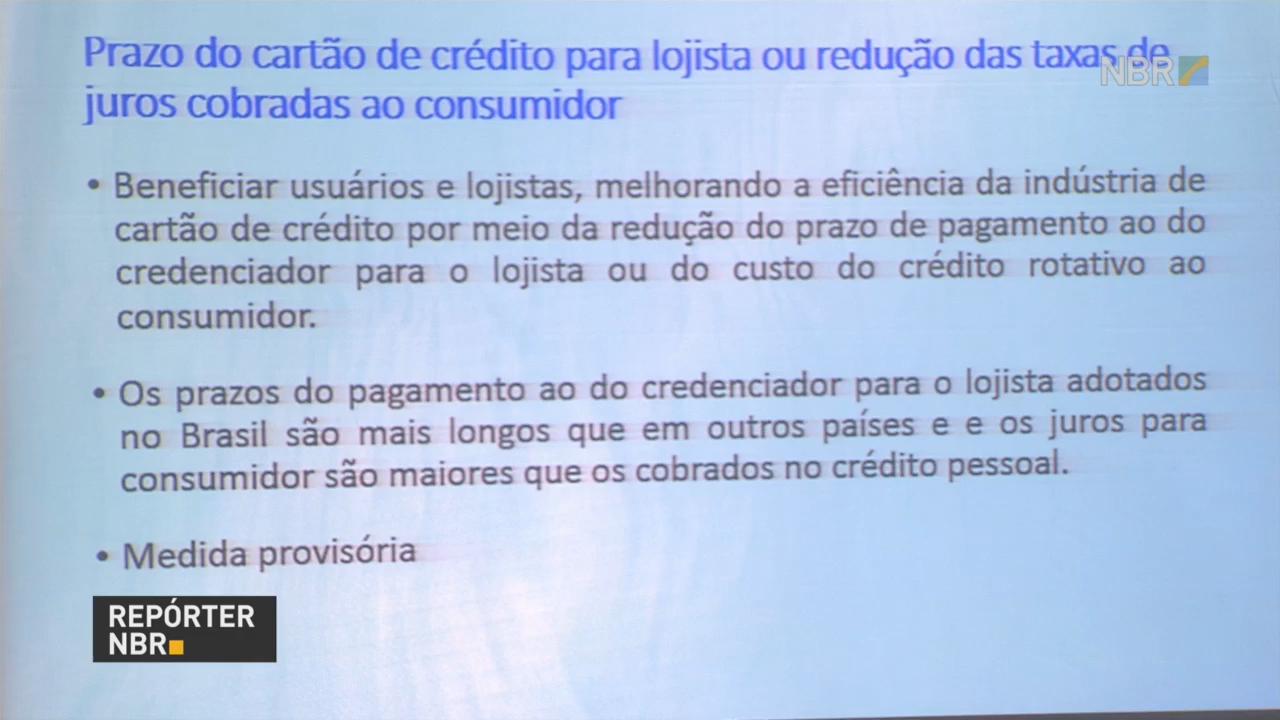 Prazo do cartão de crédito para lojista ou redução das taxas de
NBR
juros cobradas ao consumidor
• Beneficiar usuários e lojistas, melhorando a eficiência da indústria de
cartão de crédito por meio da redução do prazo de pagamento ao do
credenciador para o lojista ou do custo do crédito rotativo ao
consumidor.
• Os prazos do pagamento ao do credenciador para o lojista adotados
no Brasil são mais longos que em outros países e e os juros para
consumidor são maiores que os cobrados no crédito pessoal.
• Medida provisória
REPÓRTER
NBR